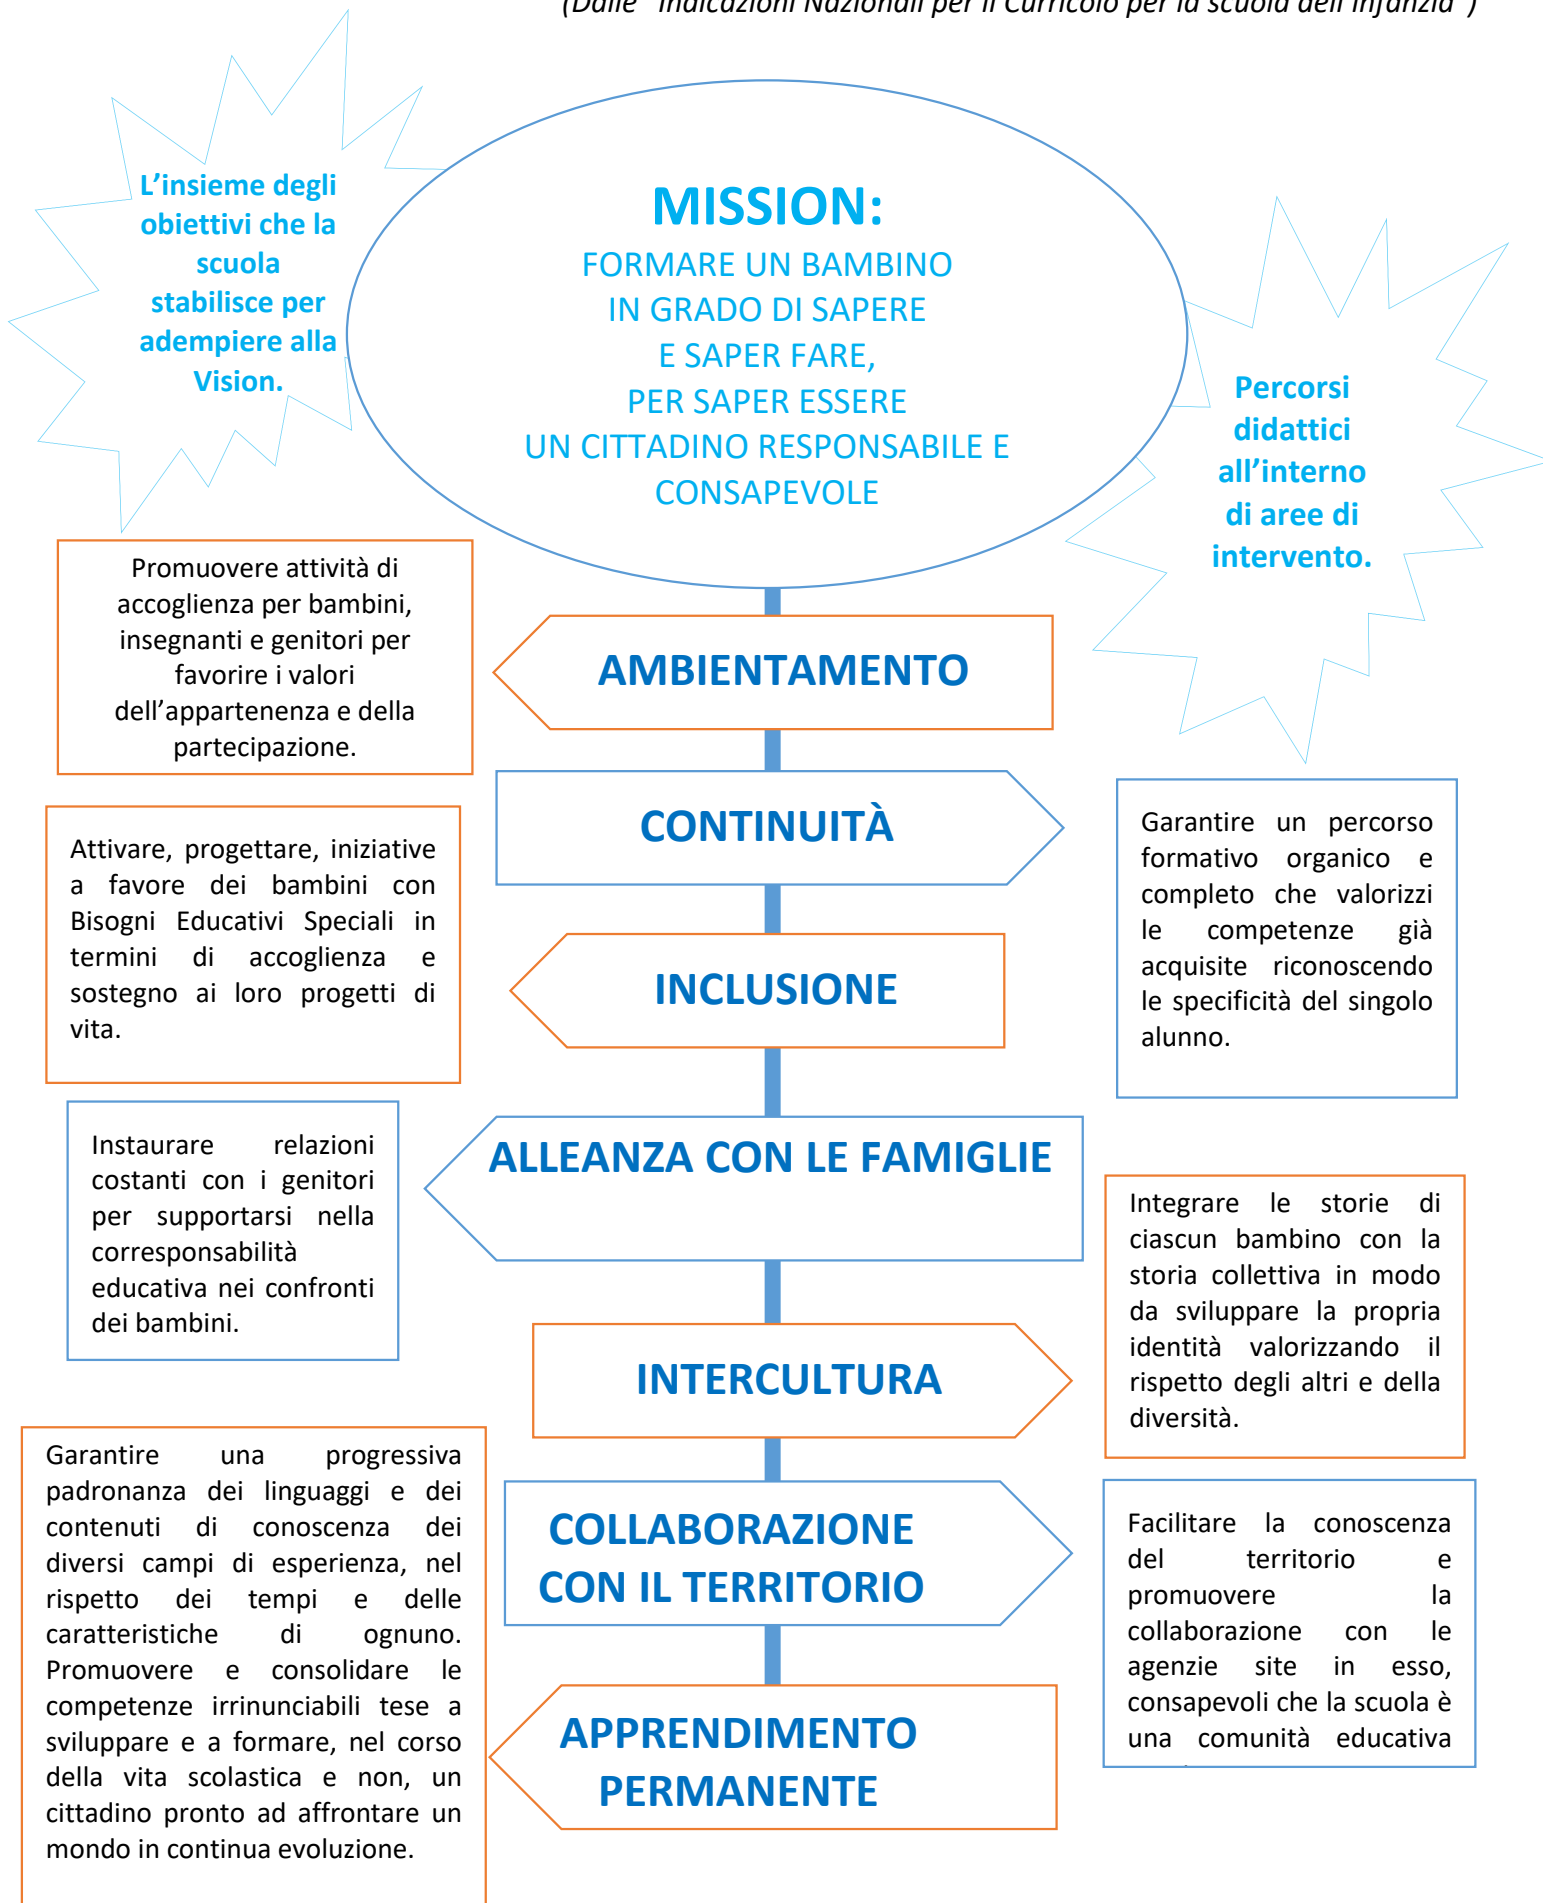 (Dalle "Indicazioni Nazionali per il Curricolo per la scuola dell'infanzia")
L'insieme degli
obiettivi che la
scuola
stabilisce per
adempiere alla
Vision.
MISSION:
FORMARE UN BAMBINO
IN GRADO DI SAPERE
E SAPER FARE,
PER SAPER ESSERE
UN CITTADINO RESPONSABILE E
CONSAPEVOLE
Percorsi
didattici
all'interno
di aree di
intervento.
Promuovere attività di
accoglienza per bambini,
insegnanti e genitori per
favorire i valori
dell'appartenenza e della
partecipazione.
AMBIENTAMENTO
CONTINUITÀ
Garantire un percorso
formativo organico e
completo che valorizzi
le competenze già
acquisite riconoscendo
le specificità del singolo
alunno.
Attivare, progettare, iniziative
a favore dei bambini con
Bisogni Educativi Speciali in
termini di accoglienza e
sostegno ai loro progetti di
vita.
INCLUSIONE
Instaurare relazioni
costanti con i genitori
per supportarsi nella
corresponsabilità
educativa nei confronti
dei bambini.
ALLEANZA CON LE FAMIGLIE
Integrare le storie di
ciascun bambino con la
storia collettiva in modo
da sviluppare la propria
identità valorizzando il
rispetto degli altri e della
diversità.
INTERCULTURA
Garantire una progressiva
padronanza dei linguaggi e dei
contenuti di conoscenza dei
diversi campi di esperienza, nel
rispetto dei tempi e delle
caratteristiche di ognuno.
Promuovere e consolidare le
competenze irrinunciabili tese a
sviluppare e a formare, nel corso
della vita scolastica e non, un
cittadino pronto ad affrontare un
mondo in continua evoluzione.
COLLABORAZIONE
CON IL TERRITORIO
Facilitare la conoscenza
del territorio e
promuovere la
collaborazione con le
agenzie site in esso,
consapevoli che la scuola è
una comunità educativa
APPRENDIMENTO
PERMANENTE